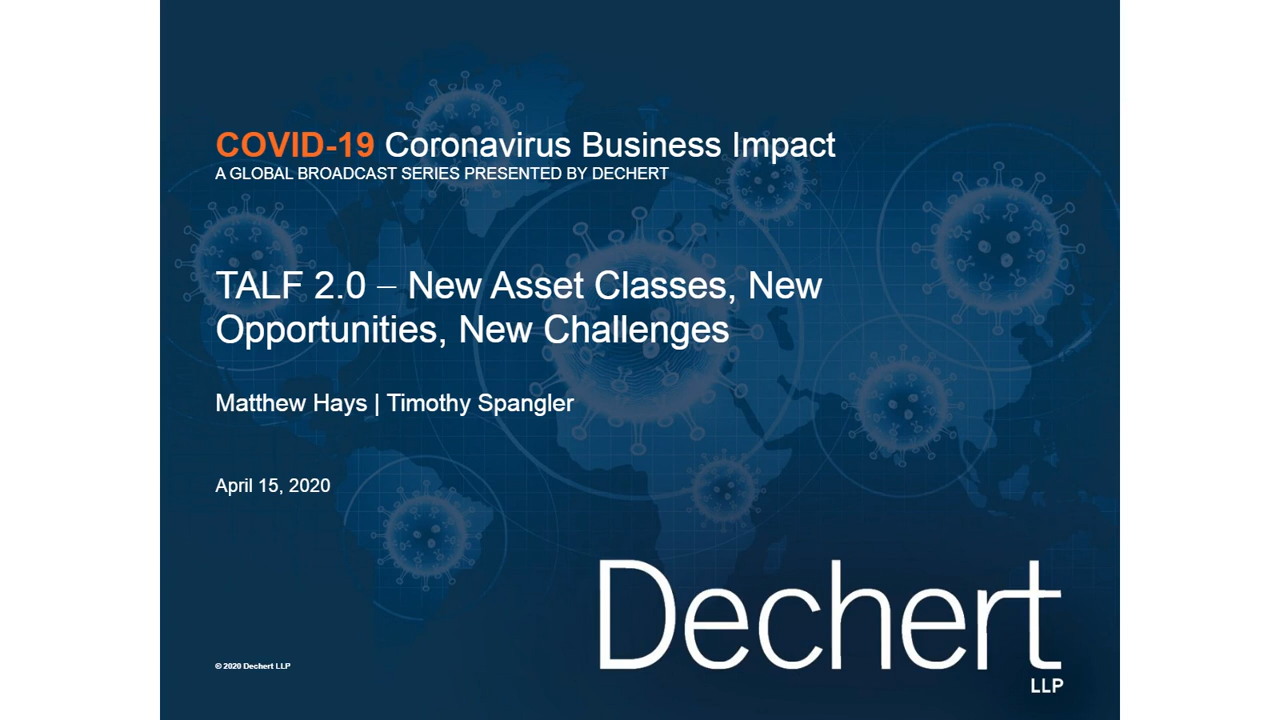 COVID-19 Coronavirus Business Impact
A GLOBAL BROADCAST SERIES PRESENTED BY DECHERT
TALF 2.0 – New Asset Classes, New
Opportunities, New Challenges
Matthew Hays | Timothy Spangler
April 15, 2020
Dechert
LLP
© 2020 Dechert LLP